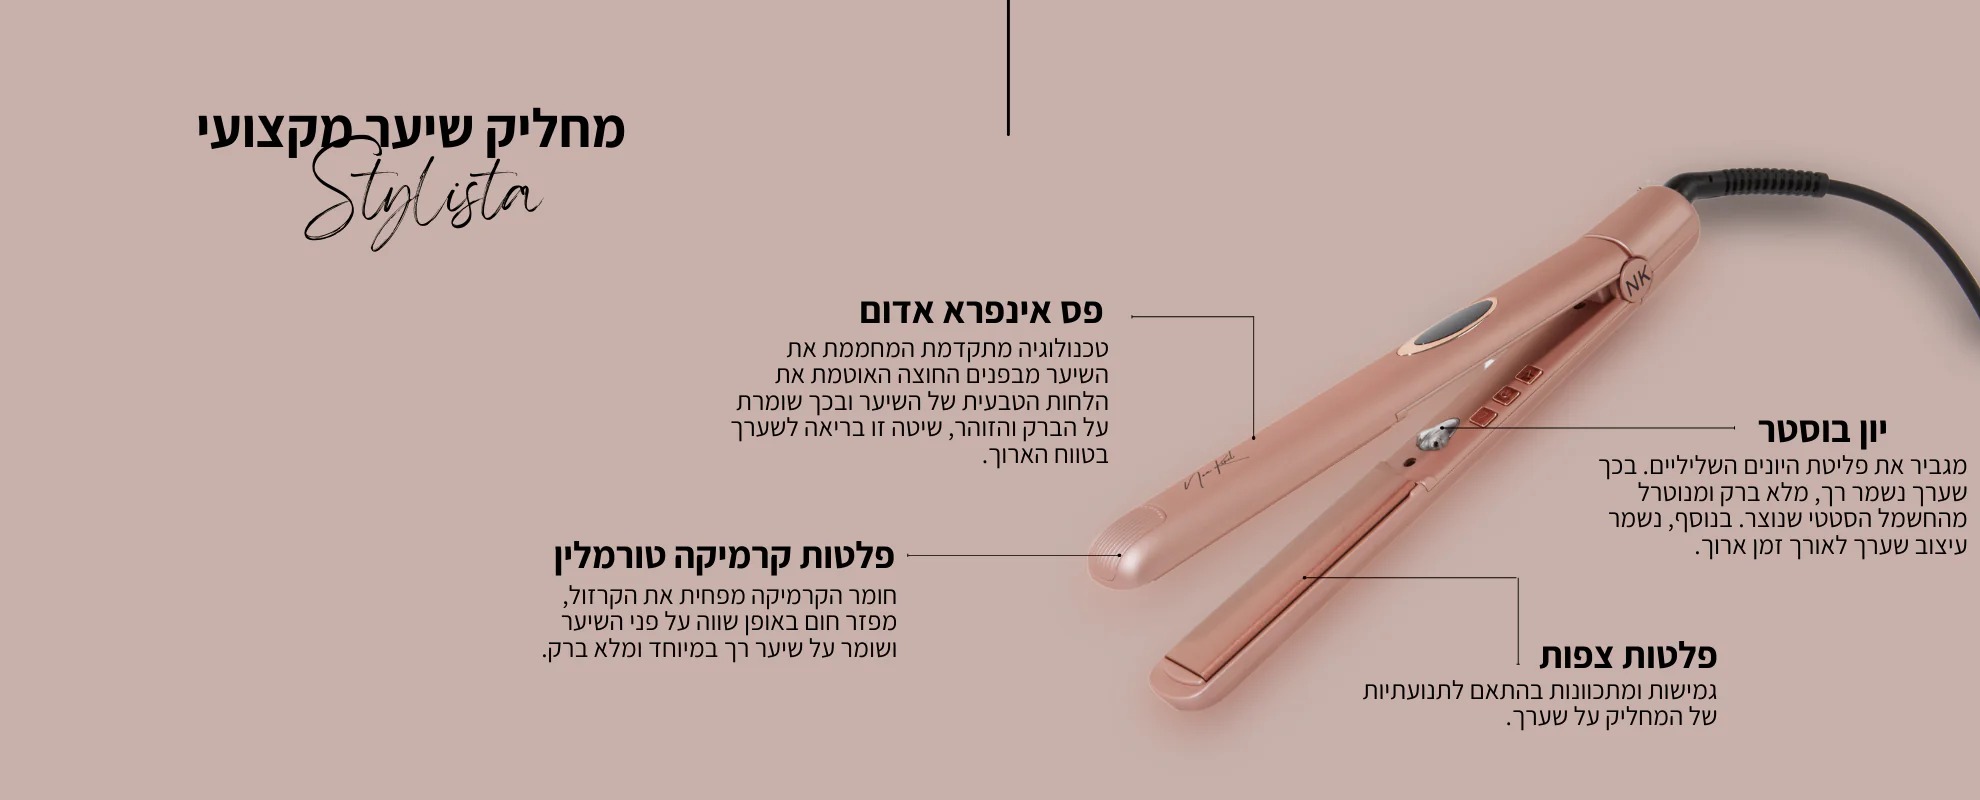 מחליק שיער מקצועי
Stylista
פס אינפרא אדום
טכנולוגיה מתקדמת המחממת את
השיער מבפנים החוצה האוטמת את
הלחות הטבעית של השיער ובכך שומרת
על הברק והזוהר, שיטה זו בריאה לשערך
בטווח הארוך.
יון בוסטר
מגביר את פליטת היונים השליליים. בכך
שערך נשמר רך, מלא ברק ומנוטרל
מהחשמל הסטטי שנוצר. בנוסף, נשמר
עיצוב שערך לאורך זמן ארוך.
פלטות קרמיקה טורמלין
חומר הקרמיקה מפחית את הקרזול,
מפזר חום באופן שווה על פני השיער
ושומר על שיער רך במיוחד ומלא ברק.
פלטות צפות
גמישות ומתכוונות בהתאם לתנועתיות
של המחליק על שערך.
NK